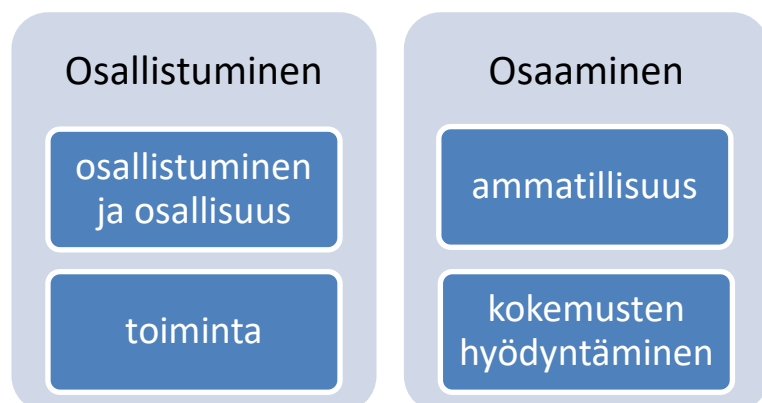 Osallistuminen
osallistuminen
ja osallisuus
toiminta
Osaaminen
ammatillisuus
kokemusten
hyödyntäminen